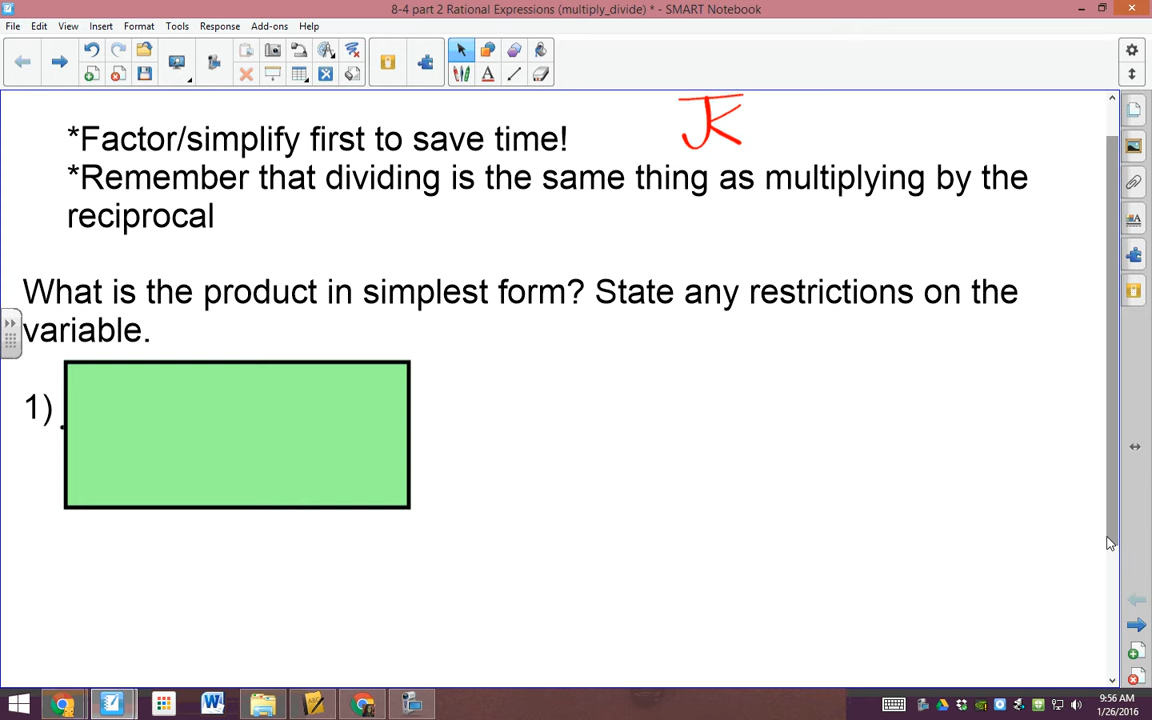 8-4 part 2 Rational Expressions (multiply_divide) * - SMART Notebook
File Edit View Insert Format Tools Response Add-ons Help
JK
*Factor/simplify first to save time!
*Remember that dividing is the same thing as multiplying by the
reciprocal
What is the product in simplest form? State any restrictions on the
variable.
1)
9:56 AM
1/26/2016